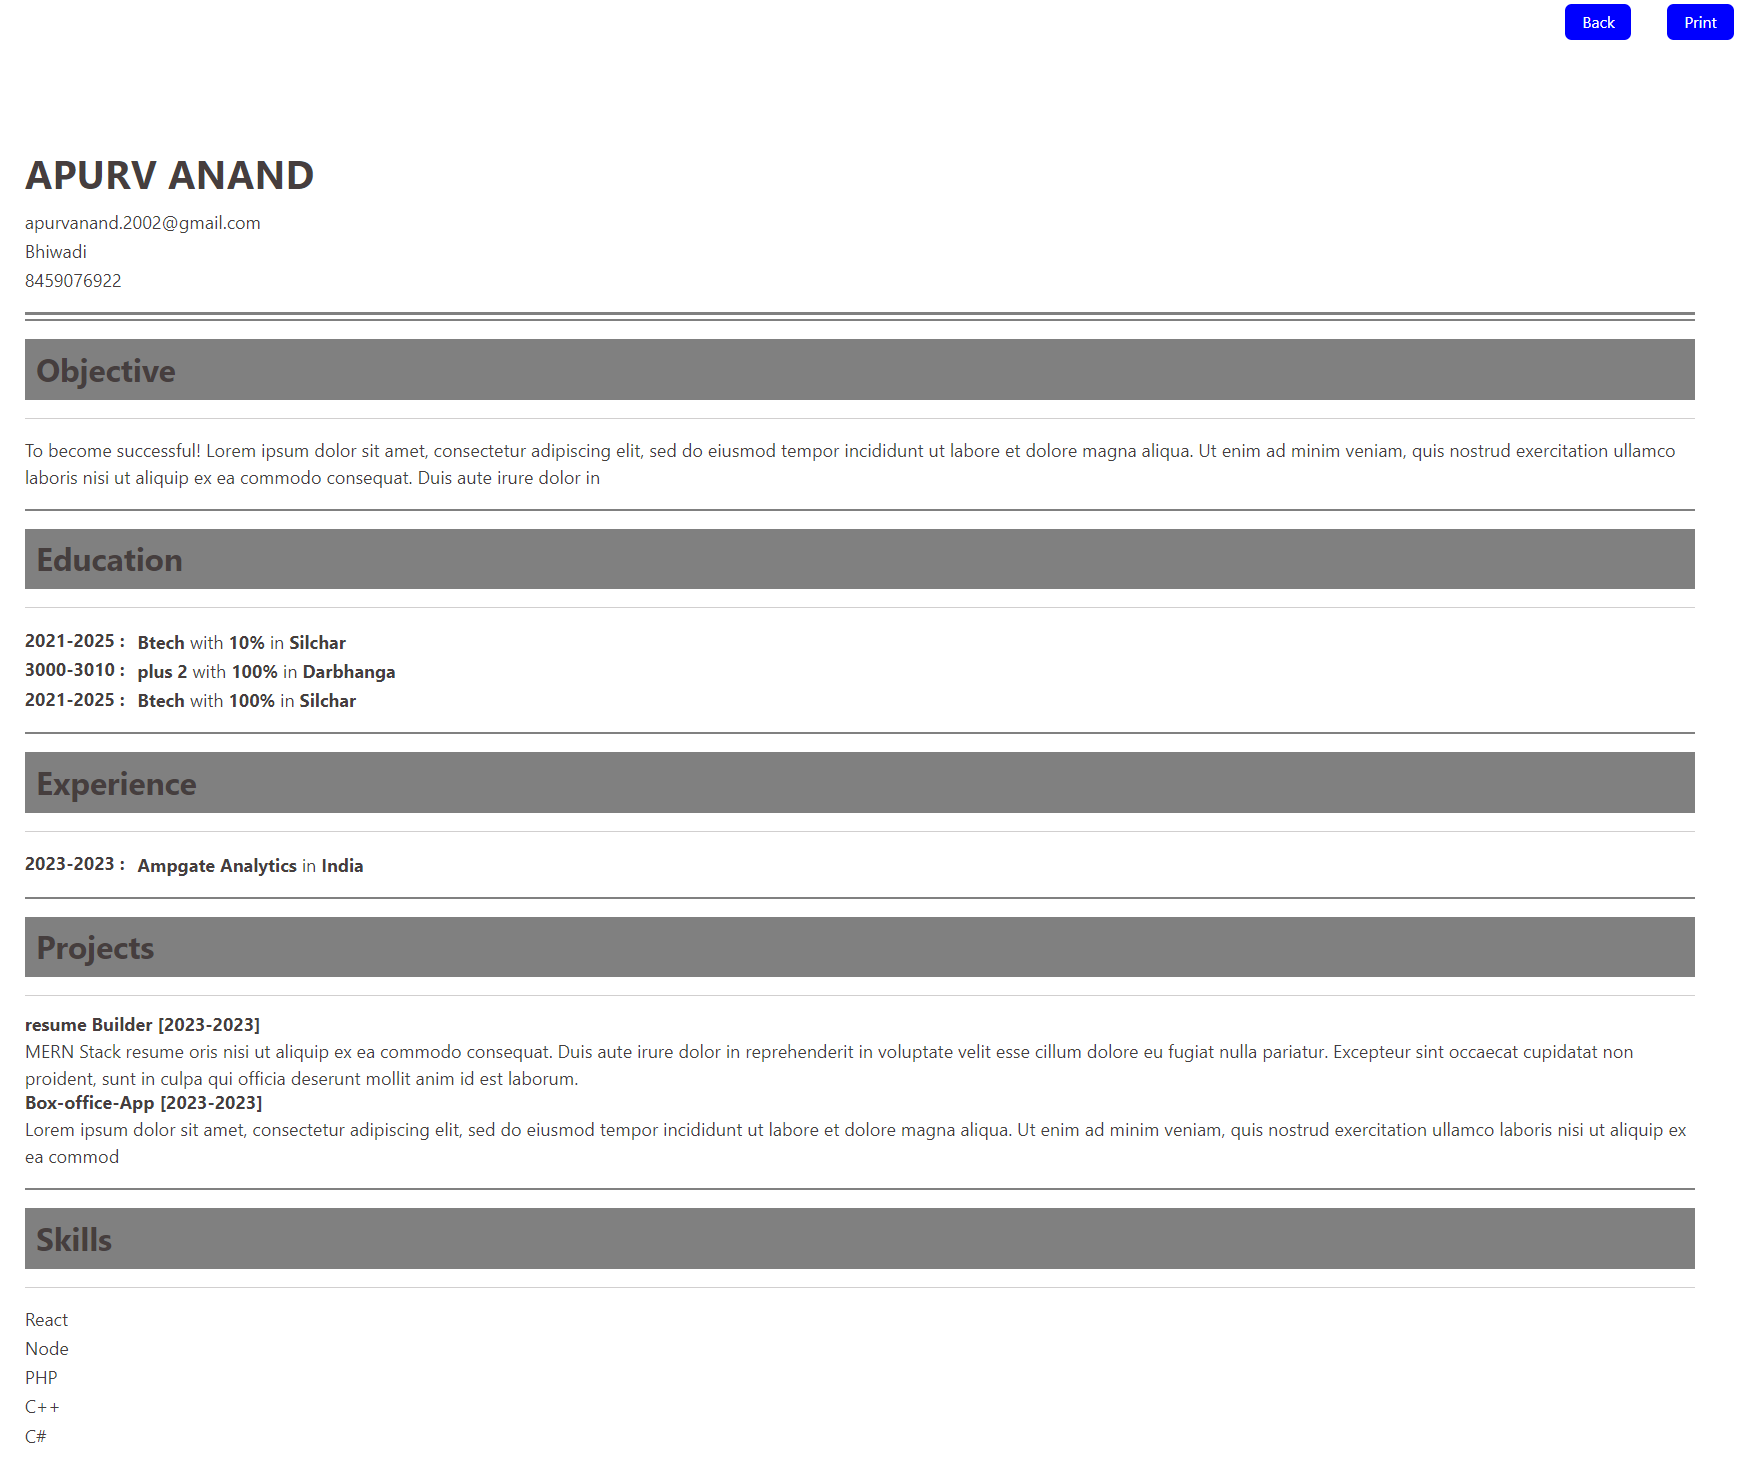 Back Print
APURV ANAND
apurvanand.2002@gmail.com
Bhiwadi
8459076922
Objective
To become successful! Lorem ipsum dolor sit amet, consectetur adipiscing elit, sed do eiusmod tempor incididunt ut labore et dolore magna aliqua. Ut enim ad minim veniam, quis nostrud exercitation ullamco
laboris nisi ut aliquip ex ea commodo consequat. Duis aute irure dolor in
Education
2021-2025 : Btech with 10% in Silchar
3000-3010 : plus 2 with 100% in Darbhanga
2021-2025 : Btech with 100% in Silchar
Experience
2023-2023 : Ampgate Analytics in India
Projects
resume Builder [2023-2023]
MERN Stack resume oris nisi ut aliquip ex ea commodo consequat. Duis aute irure dolor in reprehenderit in voluptate velit esse cillum dolore eu fugiat nulla pariatur. Excepteur sint occaecat cupidatat non
proident, sunt in culpa qui officia deserunt mollit anim id est laborum.
Box-office-App [2023-2023]
Lorem ipsum dolor sit amet, consectetur adipiscing elit, sed do eiusmod tempor incididunt ut labore et dolore magna aliqua. Ut enim ad minim veniam, quis nostrud exercitation ullamco laboris nisi ut aliquip ex
ea commod
Skills
React
Node
PHP
C++
C#